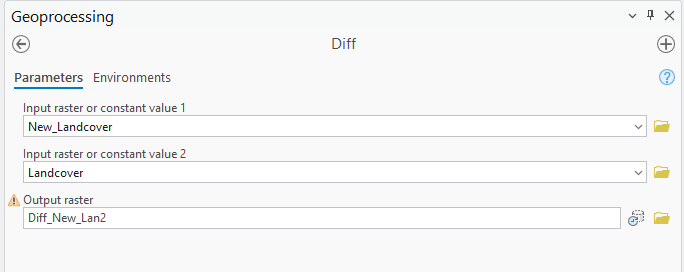 Geoprocessing
Diff
Parameters Environments
Input raster or constant value 1
New_Landcover
Input raster or constant value 2
Landcover
Output raster
Diff_New_Lan2